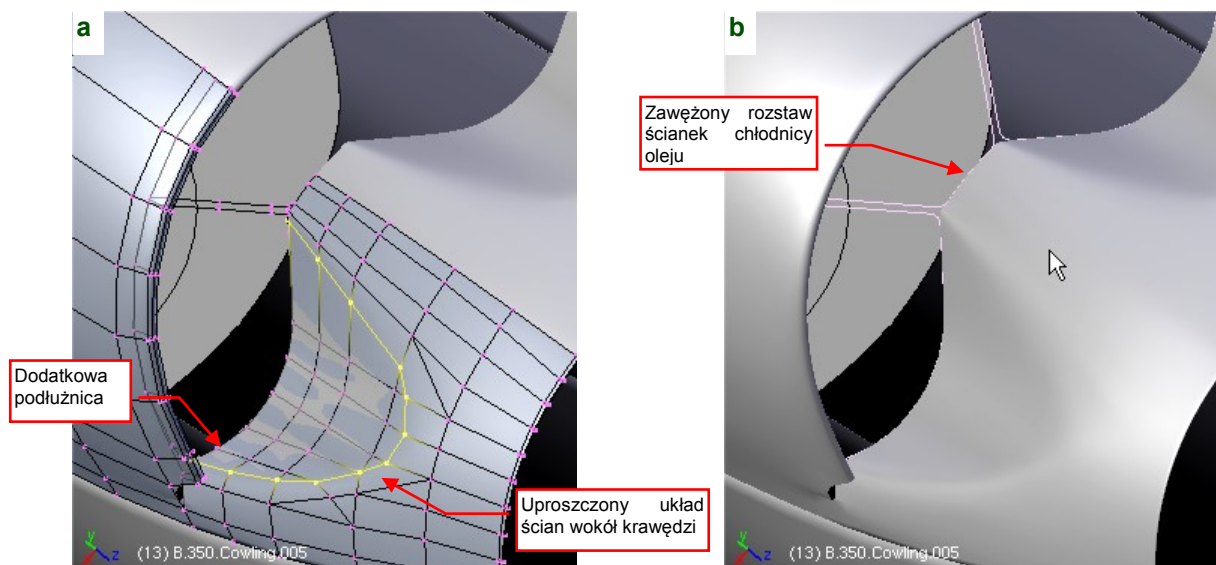 a
b
Zawężony rozstaw
ścianek chłodnicy
oleju
Dodatkowa
podłużnica
Uproszczony układ
ścian wokół krawędzi
y
z
(13) B.350.Cowling.005
y
z
(13) B.350.Cowling.005